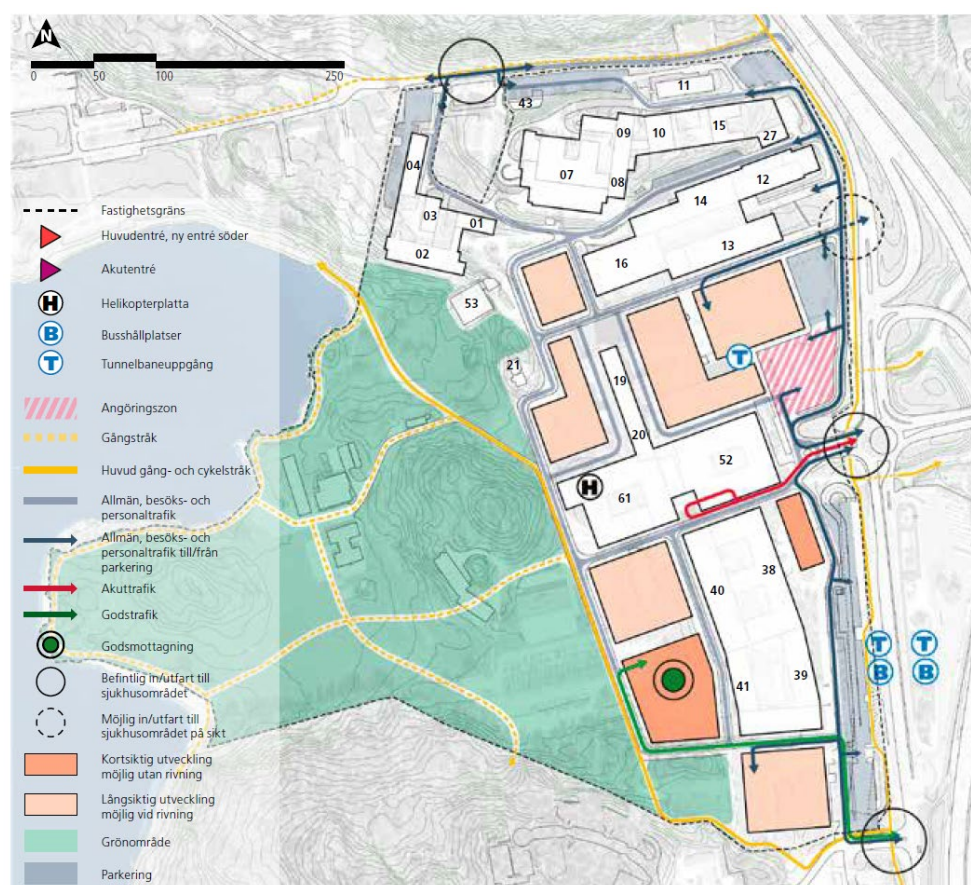 N
0 50 100 250
Fastighetsgräns
Huvudentré, ny entré söder
Akutentré
H Helikopterplatta
B Busshållplatser
T Tunnelbaneuppgång
Angöringszon
Gångstråk
Huvud gång- och cykelstråk
Allmän, besöks- och
personaltrafik
Allmän, besöks- och
personaltrafik till/från
parkering
Akuttrafik
Godstrafik
Godsmottagning
Befintlig in/utfart till
sjukhusområdet
Möjlig in/utfart till
sjukhusområdet på sikt
Kortsiktig utveckling
möjlig utan rivning
Långsiktig utveckling
möjlig vid rivning
Grönområde
Parkering
11
43
09
10
15
27
04
07
08
12
14
03
01
02
13
16
53
21
T
19
20
52
H
61
38
40
T T
B B
41
39